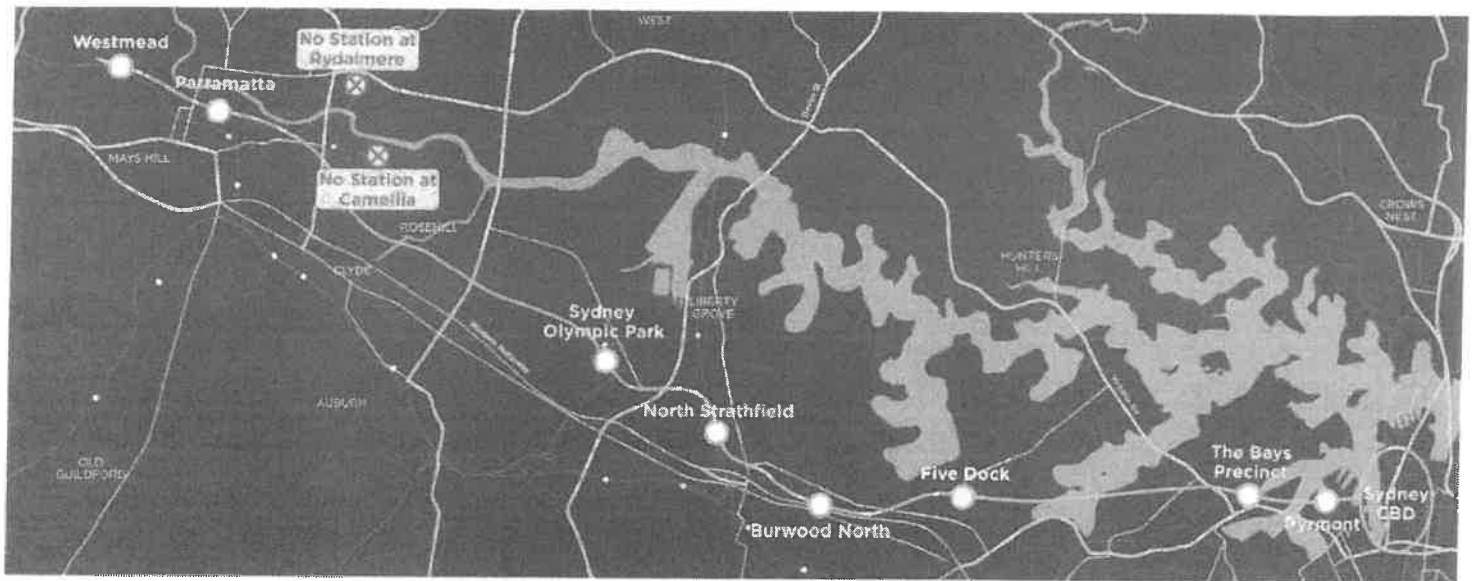 WEST
Westmead
No Station at
Rydalmere
Parramatta
MAYS HILL
No Station at
Camellia
ROSEHILL
CROWS
NEST
CLYDE
HUNTERS
HILL
LIBERTY
GROVE
Sydney
Olympic Park
AUBURN
North Strathfield
OLD
GUILDFORD
Five Dock
The Bays
Precinct
Sydney
CBD
Pyrmont
Burwood North